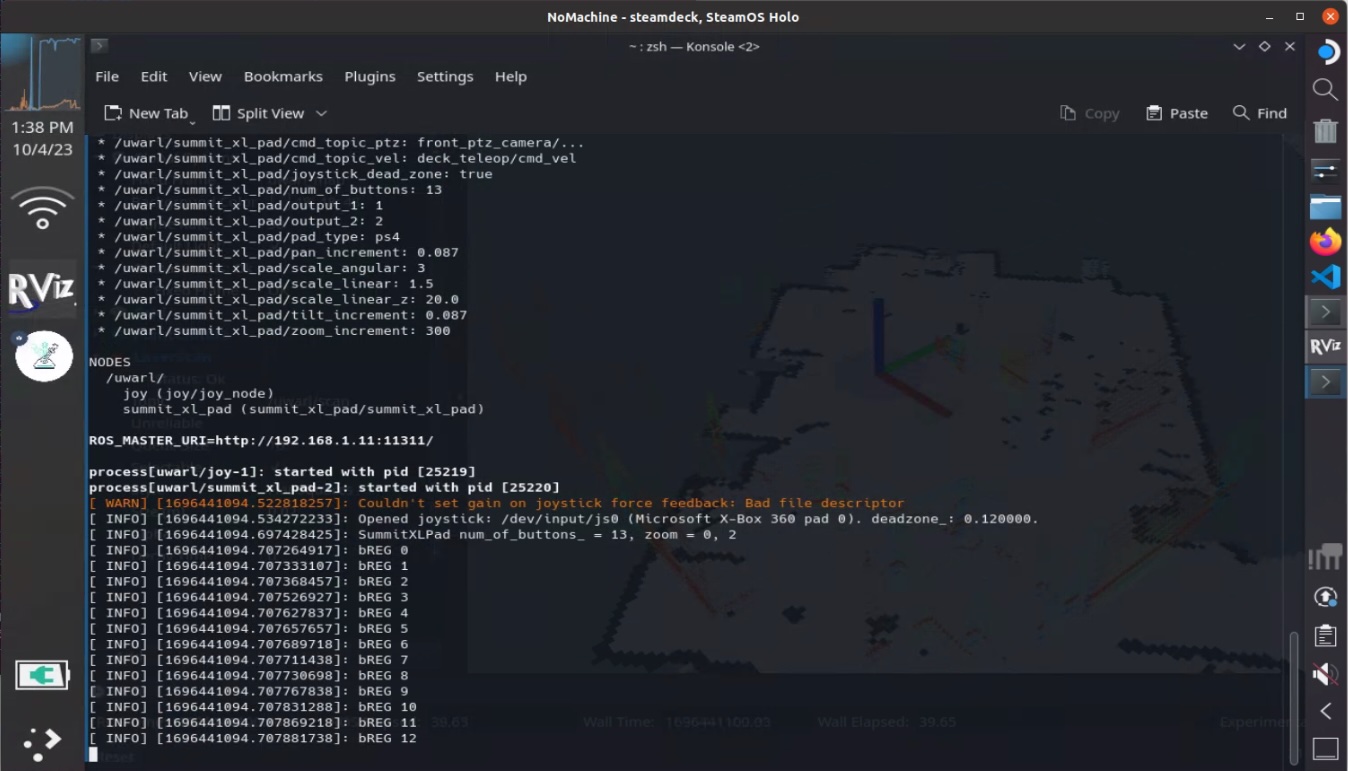 NoMachine - steamdeck, SteamOS Holo
~ : zsh — Konsole <2>
File Edit View Bookmarks Plugins Settings Help
New Tab Split View Copy Paste Find
1:38 PM
10/4/23
RViz
* /uwarl/summit_xl_pad/cmd_topic_ptz: front_ptz_camera/...
* /uwarl/summit_xl_pad/cmd_topic_vel: deck_teleop/cmd_vel
* /uwarl/summit_xl_pad/joystick_dead_zone: true
* /uwarl/summit_xl_pad/num_of_buttons: 13
* /uwarl/summit_xl_pad/output_1: 1
* /uwarl/summit_xl_pad/output_2: 2
* /uwarl/summit_xl_pad/pad_type: ps4
* /uwarl/summit_xl_pad/pan_increment: 0.087
* /uwarl/summit_xl_pad/scale_angular: 3
* /uwarl/summit_xl_pad/scale_linear: 1.5
* /uwarl/summit_xl_pad/scale_linear_z: 20.0
* /uwarl/summit_xl_pad/tilt_increment: 0.087
* /uwarl/summit_xl_pad/zoom_increment: 300
NODES
/uwarl/
Status: Ok
joy (joy/joy_node)
summit_xl_pad (summit_xl_pad/summit_xl_pad)
Unreliable
ROS_MASTER_URI=http://192.168.1.11:11311/
process[uwarl/joy-1]: started with pid [25219]
process[uwarl/summit_xl_pad-2]: started with pid [25220]
[ WARN] [1696441094.522818257]: Couldn't set gain on joystick force feedback: Bad file descriptor
[ INFO] [1696441094.534272233]: Opened joystick: /dev/input/js0 (Microsoft X-Box 360 pad 0). deadzone_: 0.120000.
[ INFO] [1696441094.697428425]: SummitXLPad num_of_buttons_ = 13, zoom = 0, 2
[ INFO] [1696441094.707264917]: bREG 0
[ INFO] [1696441094.707333107]: bREG 1
[ INFO] [1696441094.707368457]: bREG 2
[ INFO] [1696441094.707526927]: bREG 3
[ INFO] [1696441094.707627837]: bREG 4
[ INFO] [1696441094.707657657]: bREG 5
[ INFO] [1696441094.707689718]: bREG 6
[ INFO] [1696441094.707711438]: bREG 7
[ INFO] [1696441094.707730698]: bREG 8
[ INFO] [1696441094.707767838]: bREG 9
[ INFO] [1696441094.707831288]: bREG 10
[ INFO] [1696441094.707869218]: bREG 11
[ INFO] [1696441094.707881738]: bREG 12
39.63 Wall Time: 1696441100.03 Wall Elapsed: 39.65 Experimenta
Reset
RViz